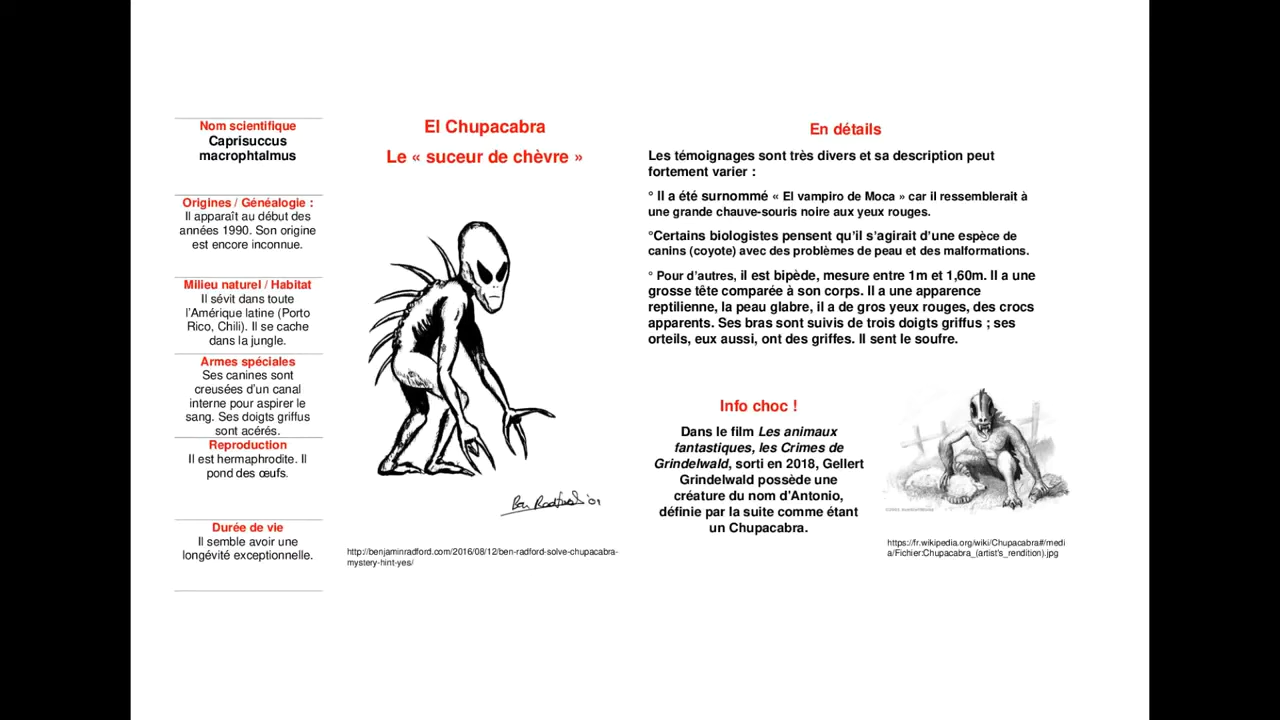 Nom scientifique
Caprisuccus
macrophtalmus
Origines / Généalogie :
Il apparaît au début des
années 1990. Son origine
est encore inconnue.
Milieu naturel / Habitat
Il sévit dans toute
l'Amérique latine (Porto
Rico, Chili). Il se cache
dans la jungle.
Armes spéciales
Ses canines sont
creusées d'un canal
interne pour aspirer le
sang. Ses doigts griffus
sont acérés.
Reproduction
Il est hermaphrodite. Il
pond des œufs.
Durée de vie
Il semble avoir une
longévité exceptionnelle.
El Chupacabra
Le « suceur de chèvre »
Ben Radford '09
http://benjaminradford.com/2016/08/12/ben-radford-solve-chupacabra-
mystery-hint-yes/
En détails
Les témoignages sont très divers et sa description peut
fortement varier :
° Il a été surnommé « El vampiro de Moca » car il ressemblerait à
une grande chauve-souris noire aux yeux rouges.
°Certains biologistes pensent qu'il s'agirait d'une espèce de
canins (coyote) avec des problèmes de peau et des malformations.
° Pour d'autres, il est bipède, mesure entre 1m et 1,60m. Il a une
grosse tête comparée à son corps. Il a une apparence
reptilienne, la peau glabre, il a de gros yeux rouges, des crocs
apparents. Ses bras sont suivis de trois doigts griffus ; ses
orteils, eux aussi, ont des griffes. Il sent le soufre.
Info choc !
Dans le film Les animaux
fantastiques, les Crimes de
Grindelwald, sorti en 2018, Gellert
Grindelwald possède une
créature du nom d'Antonio,
définie par la suite comme étant
un Chupacabra.
https://fr.wikipedia.org/wiki/Chupacabra#/medi
a/Fichier:Chupacabra_(artist's_rendition).jpg